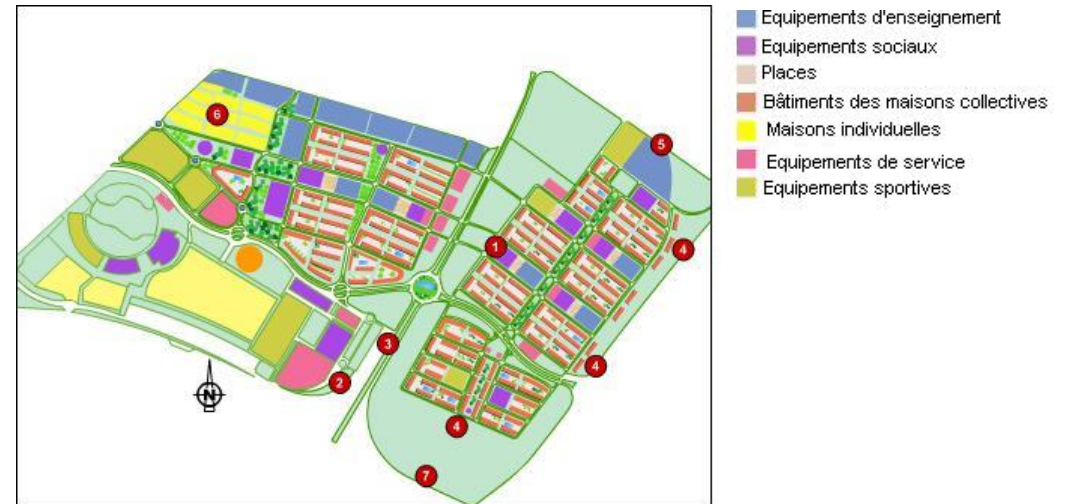 Equipements d'enseignement
Equipements sociaux
Places
Bâtiments des maisons collectives
Maisons individuelles
Equipements de service
Equipements sportives
6
5
1
4
3
2
4
4
7
N